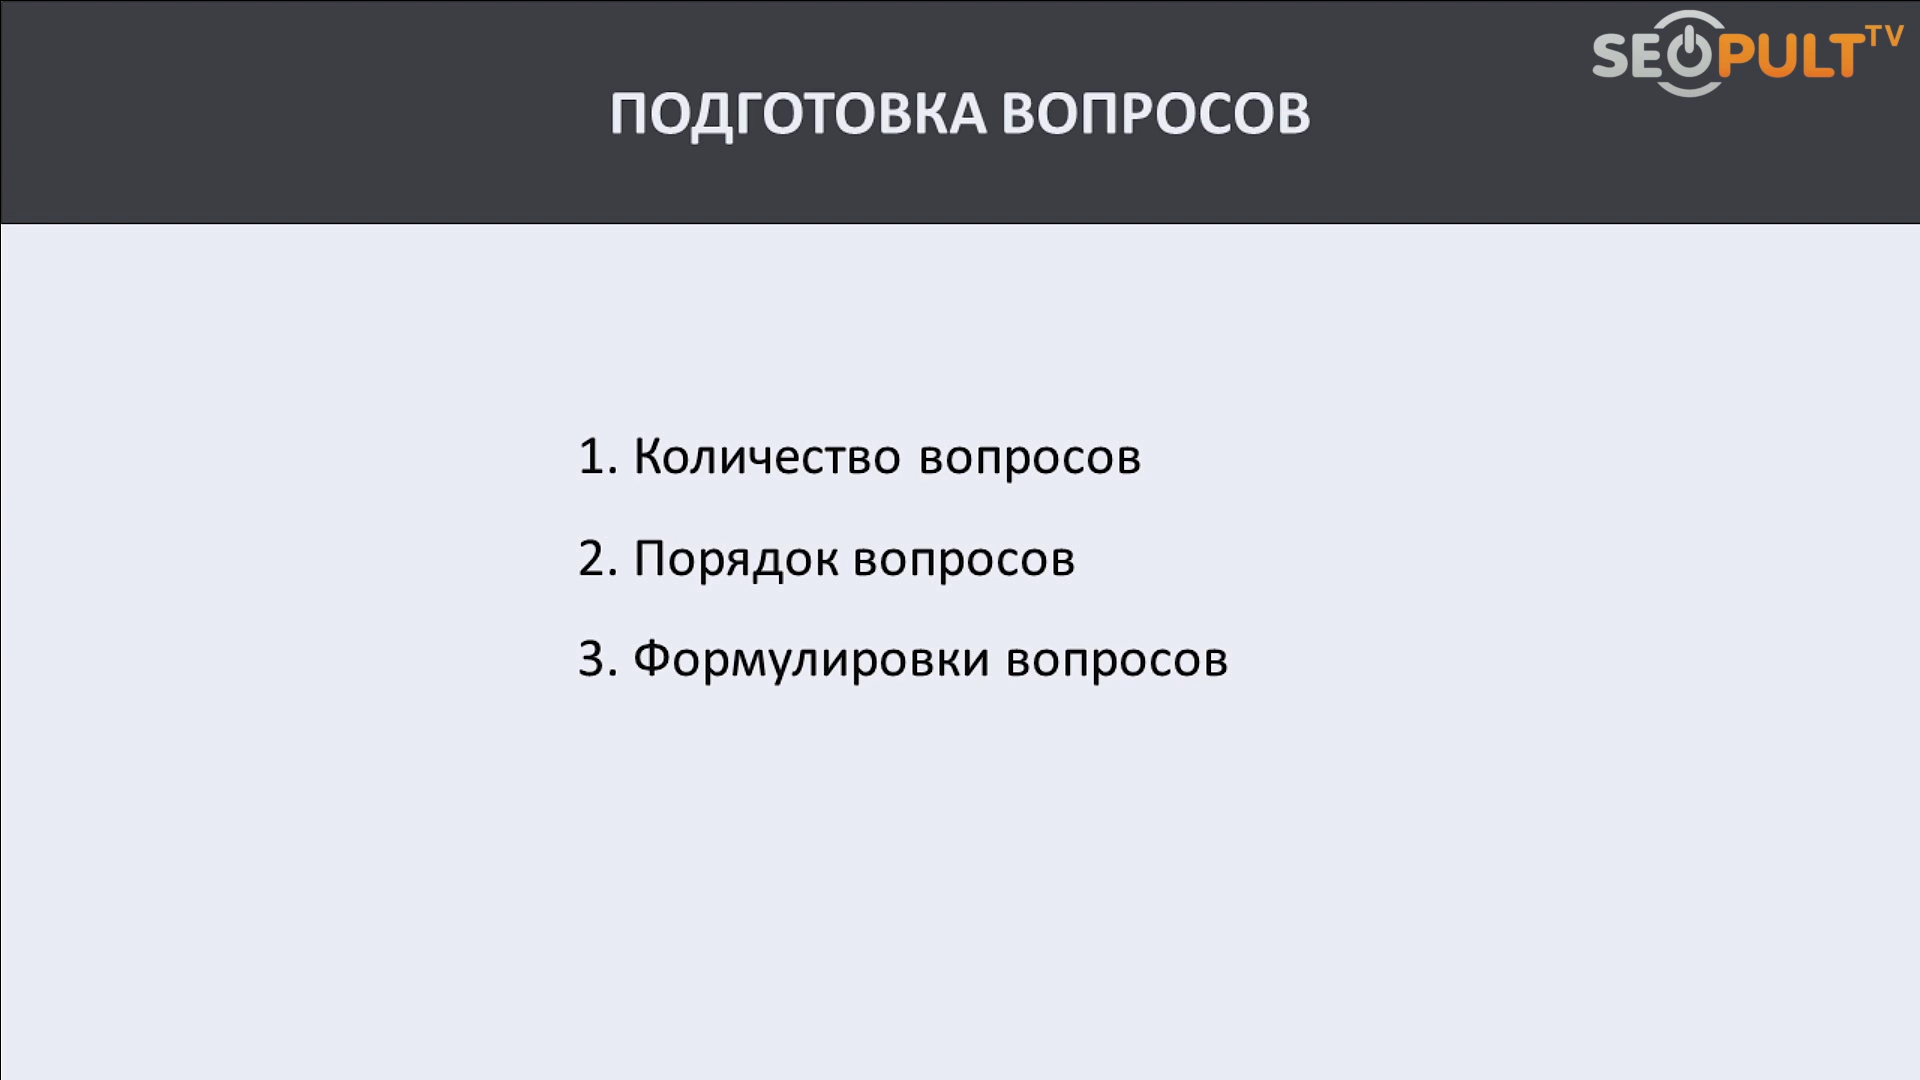 SEOPULT TV
ПОДГОТОВКА ВОПРОСОВ
1. Количество вопросов
2. Порядок вопросов
3. Формулировки вопросов